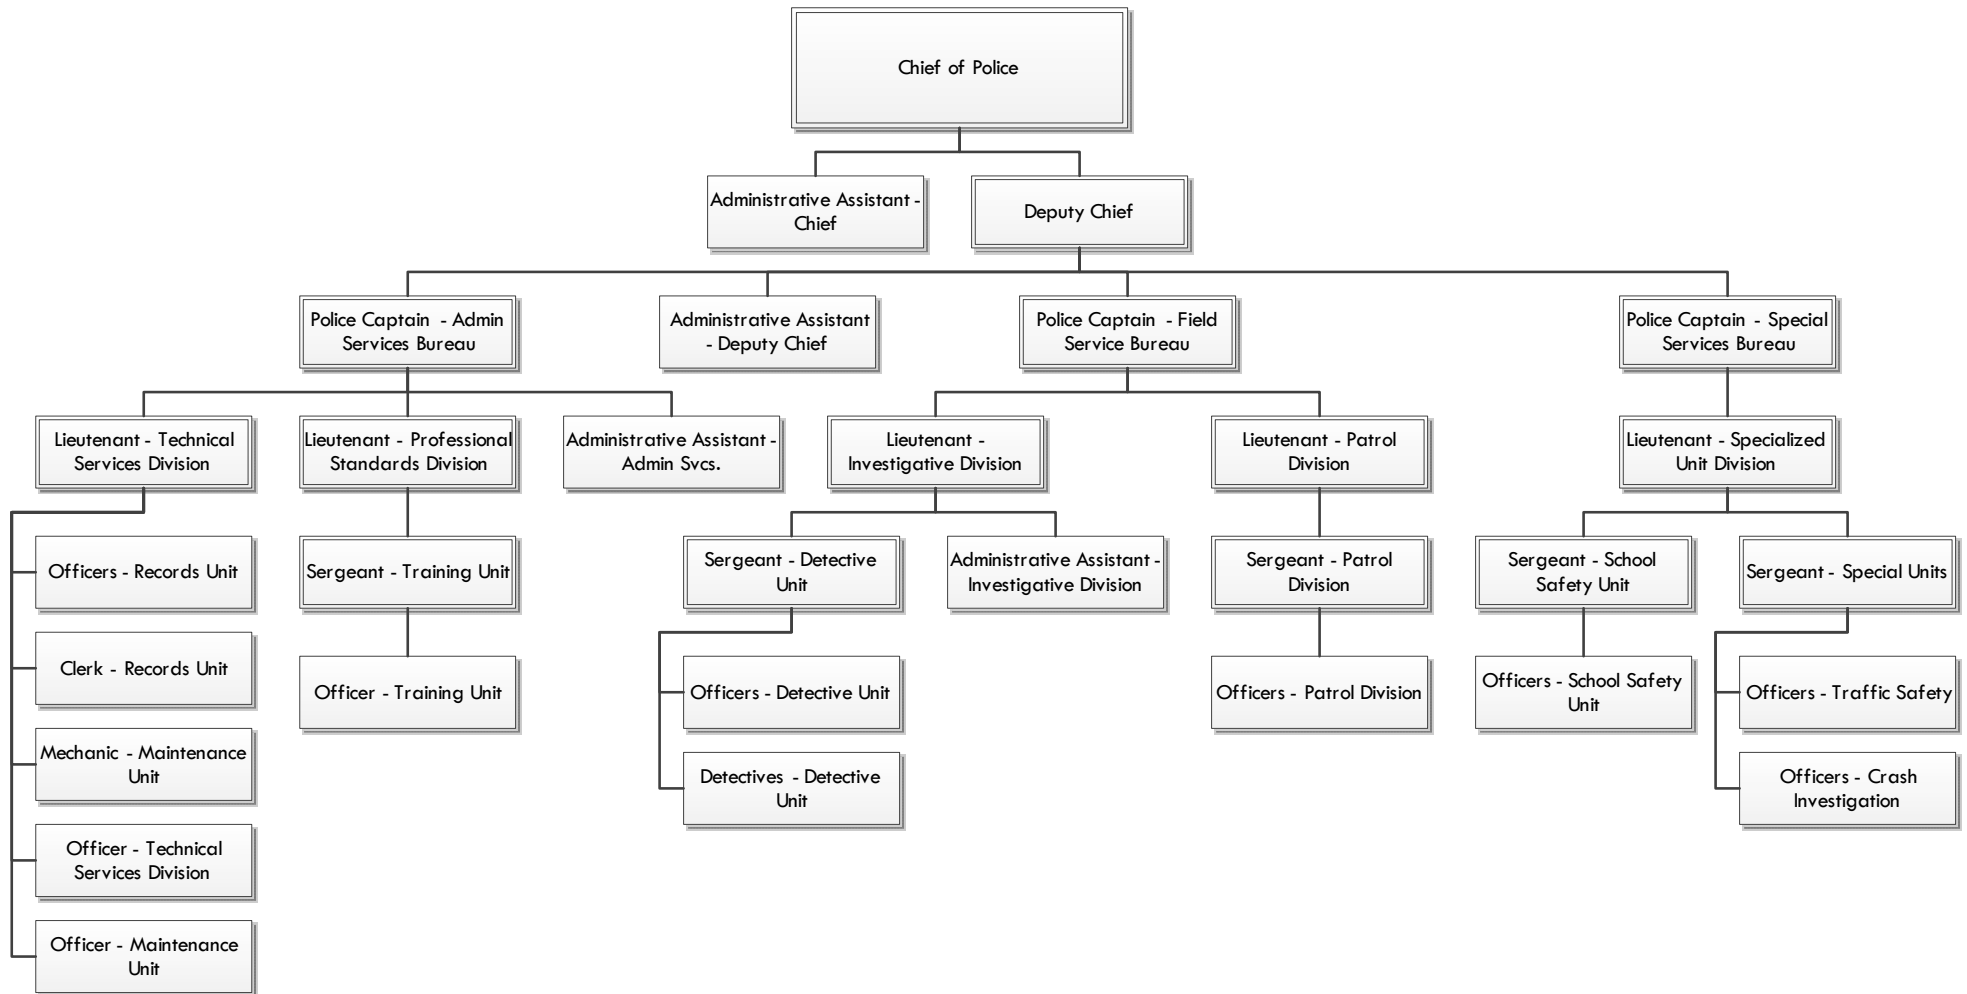 Chief of Police
Administrative Assistant -
Chief
Deputy Chief
Police Captain - Admin
Services Bureau
Administrative Assistant
- Deputy Chief
Police Captain - Field
Service Bureau
Police Captain - Special
Services Bureau
Lieutenant - Technical
Services Division
Lieutenant - Professional
Standards Division
Administrative Assistant -
Admin Svcs.
Lieutenant -
Investigative Division
Lieutenant - Patrol
Division
Lieutenant - Specialized
Unit Division
Officers - Records Unit
Sergeant - Training Unit
Sergeant - Detective
Unit
Administrative Assistant -
Investigative Division
Sergeant - Patrol
Division
Sergeant - School
Safety Unit
Sergeant - Special Units
Clerk - Records Unit
Officer - Training Unit
Officers - Detective Unit
Officers - Patrol Division
Officers - School Safety
Unit
Officers - Traffic Safety
Mechanic - Maintenance
Unit
Detectives - Detective
Unit
Officers - Crash
Investigation
Officer - Technical
Services Division
Officer - Maintenance
Unit